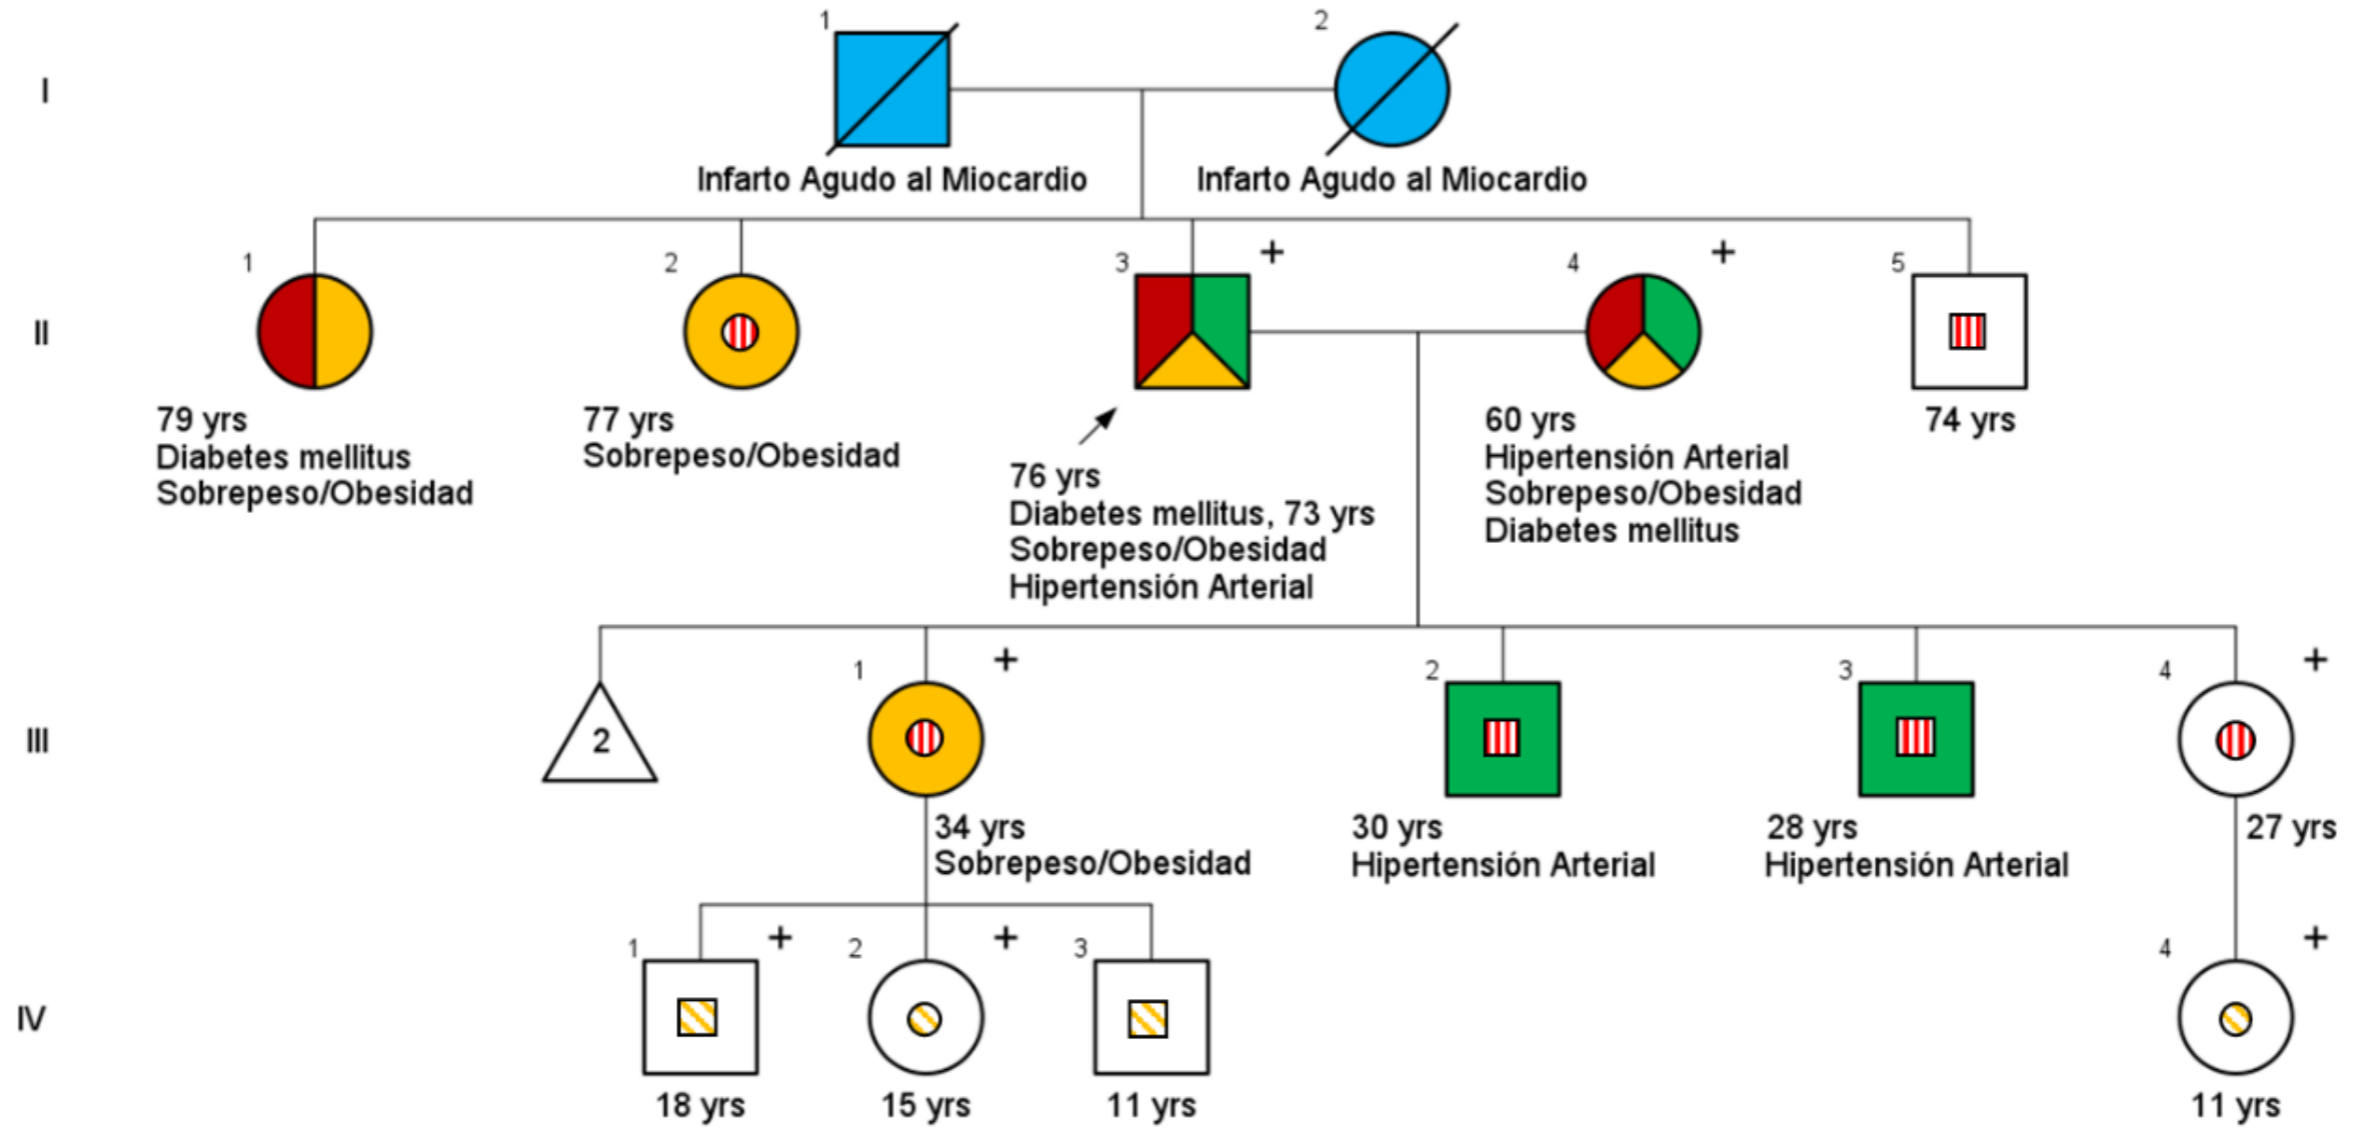 1
2
I
Infarto Agudo al Miocardio
Infarto Agudo al Miocardio
1
2
3
+
4
+
5
II
79 yrs
Diabetes mellitus
Sobrepeso/Obesidad
77 yrs
Sobrepeso/Obesidad
76 yrs
Diabetes mellitus, 73 yrs
Sobrepeso/Obesidad
Hipertensión Arterial
60 yrs
Hipertensión Arterial
Sobrepeso/Obesidad
Diabetes mellitus
74 yrs
III
2
1
+
2
3
4
+
34 yrs
Sobrepeso/Obesidad
30 yrs
Hipertensión Arterial
28 yrs
Hipertensión Arterial
27 yrs
IV
1
+
2
+
3
4
+
18 yrs
15 yrs
11 yrs
11 yrs